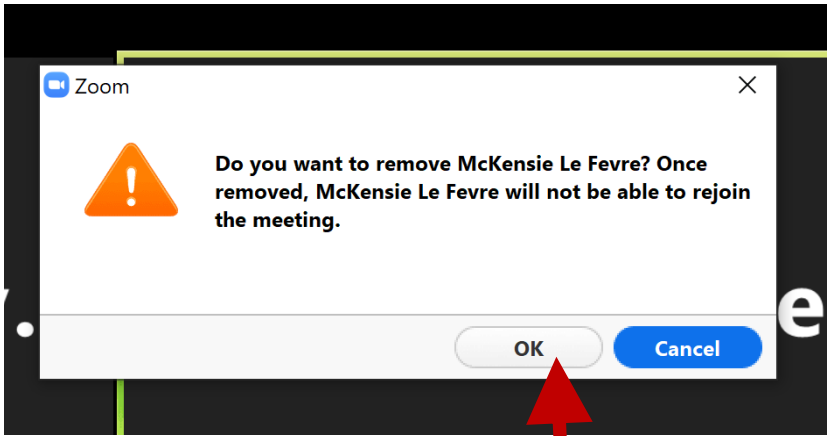 Zoom
Do you want to remove McKensie Le Fevre? Once
removed, McKensie Le Fevre will not be able to rejoin
the meeting.
OK
Cancel